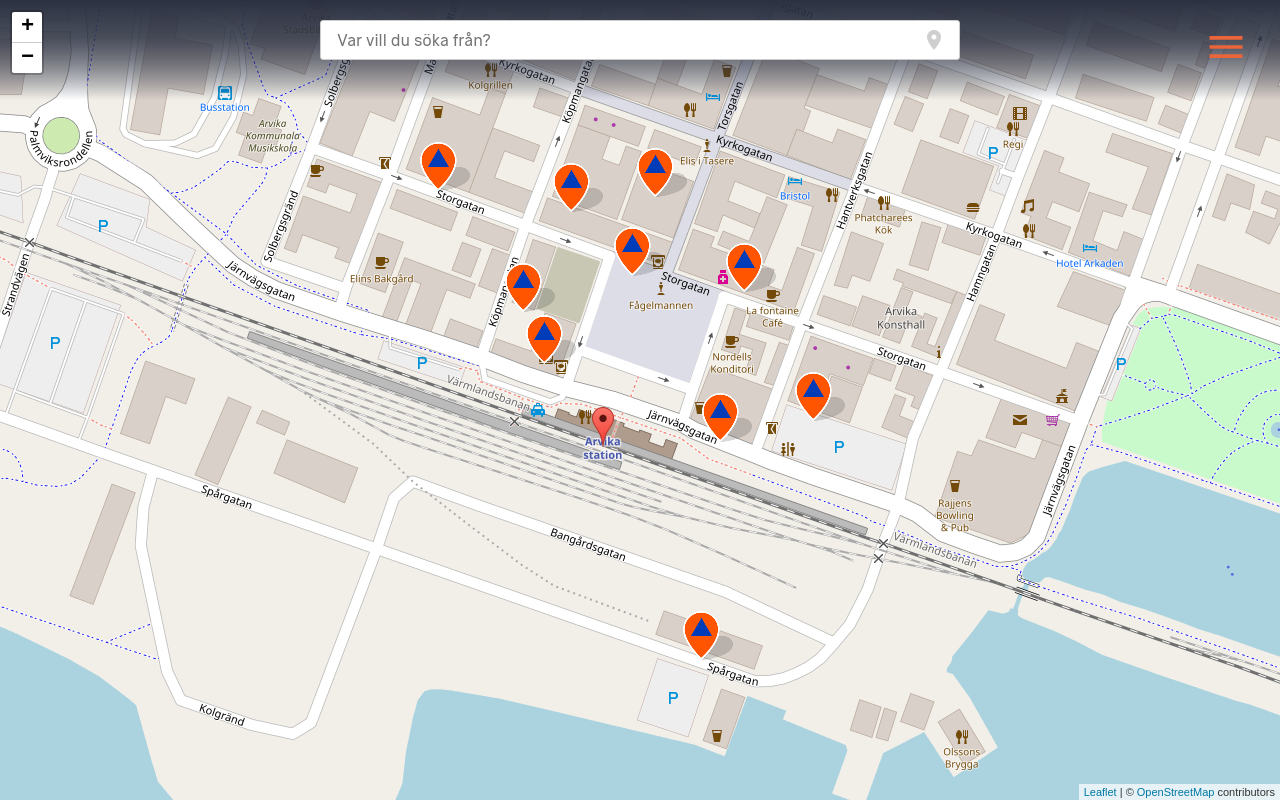 +
−
Var vill du söka från?
Kyrkogatan
Kolgrillen
Busstation
Solbergsg
Kopmangata
Torsgatan
Arvika
Kommunala
Musikskola
Palmviksrondellen
Kyrkogatan
Elis i Tasere
Regi
P
Bristol
Hantverksgatan
Storgatan
Phatcharees
Kök
P
Solbergsgränd
Kyrkogatan
Hotel Arkaden
Strandvägen
Järnvägsgatan
Elins Bakgård
Storgatan
Hamngatan
Fågelmannen
La fontaine
Café
Arvika
Konsthall
P
P
Nordells
Konditori
Storgatan
P
Värmlandsbanan
Järnvägsgatan
P
Arvika
station
Järnvägsgatan
Spårgatan
Rajjens
Bowling
& Pub
Bangårdsgatan
Värmlandsbanan
Spårgatan
P
Kolgränd
Olssons
Brygga
Leaflet | © OpenStreetMap contributors